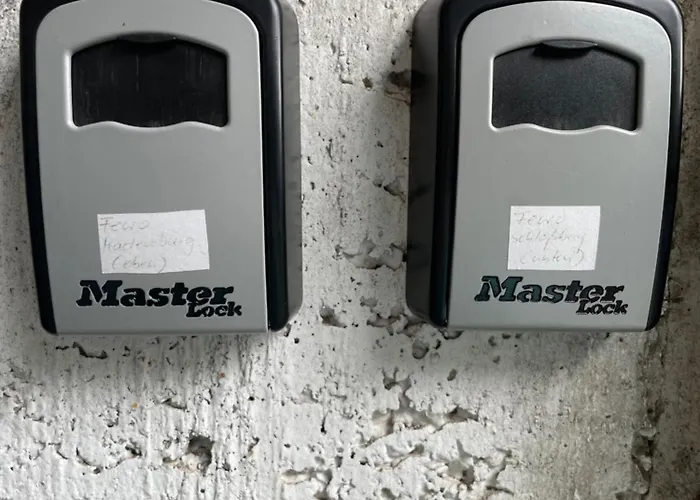 Fewo
(oben)
Master
Lock
Fewo
(unten)
Master
Lock